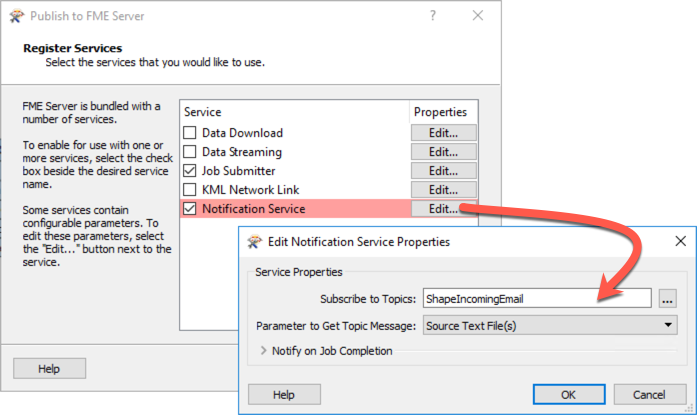 Publish to FME Server
Register Services
Select the services that you would like to use.
FME Server is bundled with a
number of services.
To enable for use with one or
more services, select the check
box beside the desired service
name.
Some services contain
configurable parameters. To
edit these parameters, select
the "Edit..." button next to the
service.
Service Properties
Data Download Edit...
Data Streaming Edit...
Job Submitter Edit...
KML Network Link Edit...
Notification Service Edit...
Help
Edit Notification Service Properties
Service Properties
Subscribe to Topics: ShapeIncomingEmail ...
Parameter to Get Topic Message: Source Text File(s)
Notify on Job Completion
Help OK Cancel